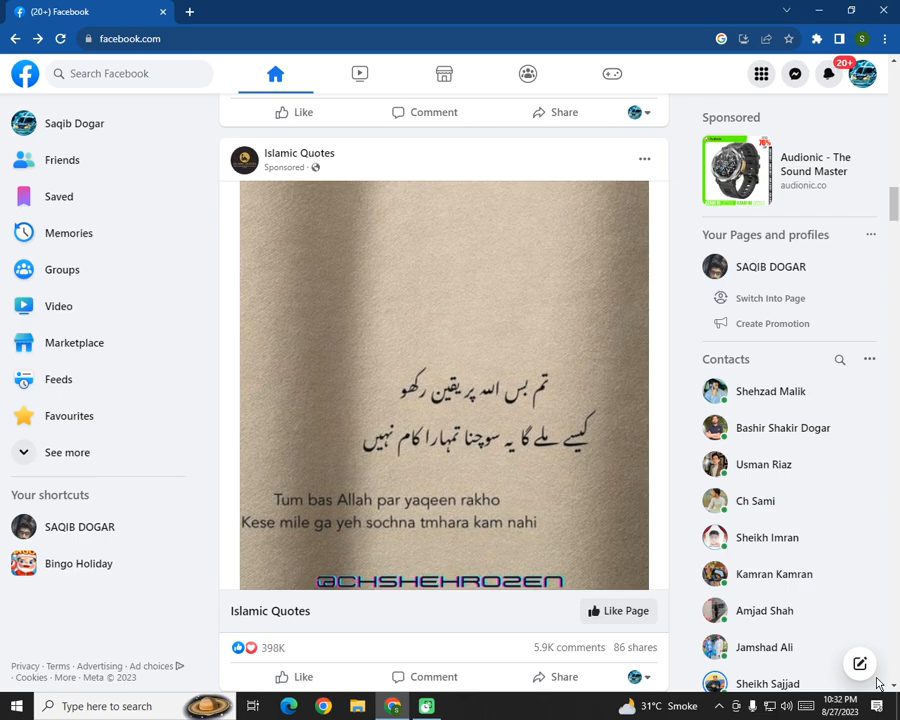 (20+) Facebook
facebook.com
S
Search Facebook
20+
Saqib Dogar
Friends
Saved
Memories
Groups
Video
Marketplace
Feeds
Favourites
See more
Your shortcuts
SAQIB DOGAR
Bingo Holiday
Privacy · Terms · Advertising · Ad choices
· Cookies · More · Meta © 2023
Like Comment Share
Islamic Quotes
Sponsored ·
تم بس اللہ پر یقین رکھو
کیسے ملے گا یہ سوچنا تمہارا کام نہیں
Tum bas Allah par yaqeen rakho
Kese mile ga yeh sochna tmhara kam nahi
@CHSHEHROZEN
Islamic Quotes Like Page
398K 5.9K comments 86 shares
Like Comment Share
Sponsored
Audionic - The
Sound Master
audionic.co
Your Pages and profiles
SAQIB DOGAR
Switch Into Page
Create Promotion
Contacts
Shehzad Malik
Bashir Shakir Dogar
Usman Riaz
Ch Sami
Sheikh Imran
Kamran Kamran
Amjad Shah
Jamshad Ali
Sheikh Sajjad
Type here to search
31°C Smoke
10:32 PM
8/27/2023